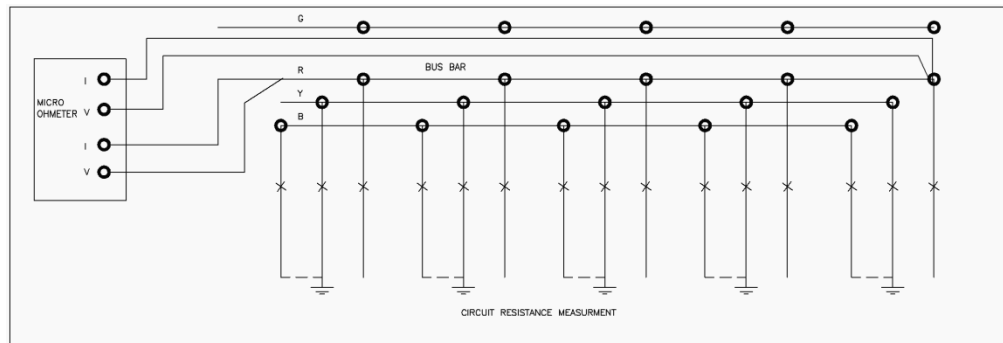 G
I
R
BUS BAR
MICRO
OHMETER
V
Y
B
I
V
CIRCUIT RESISTANCE MEASURMENT